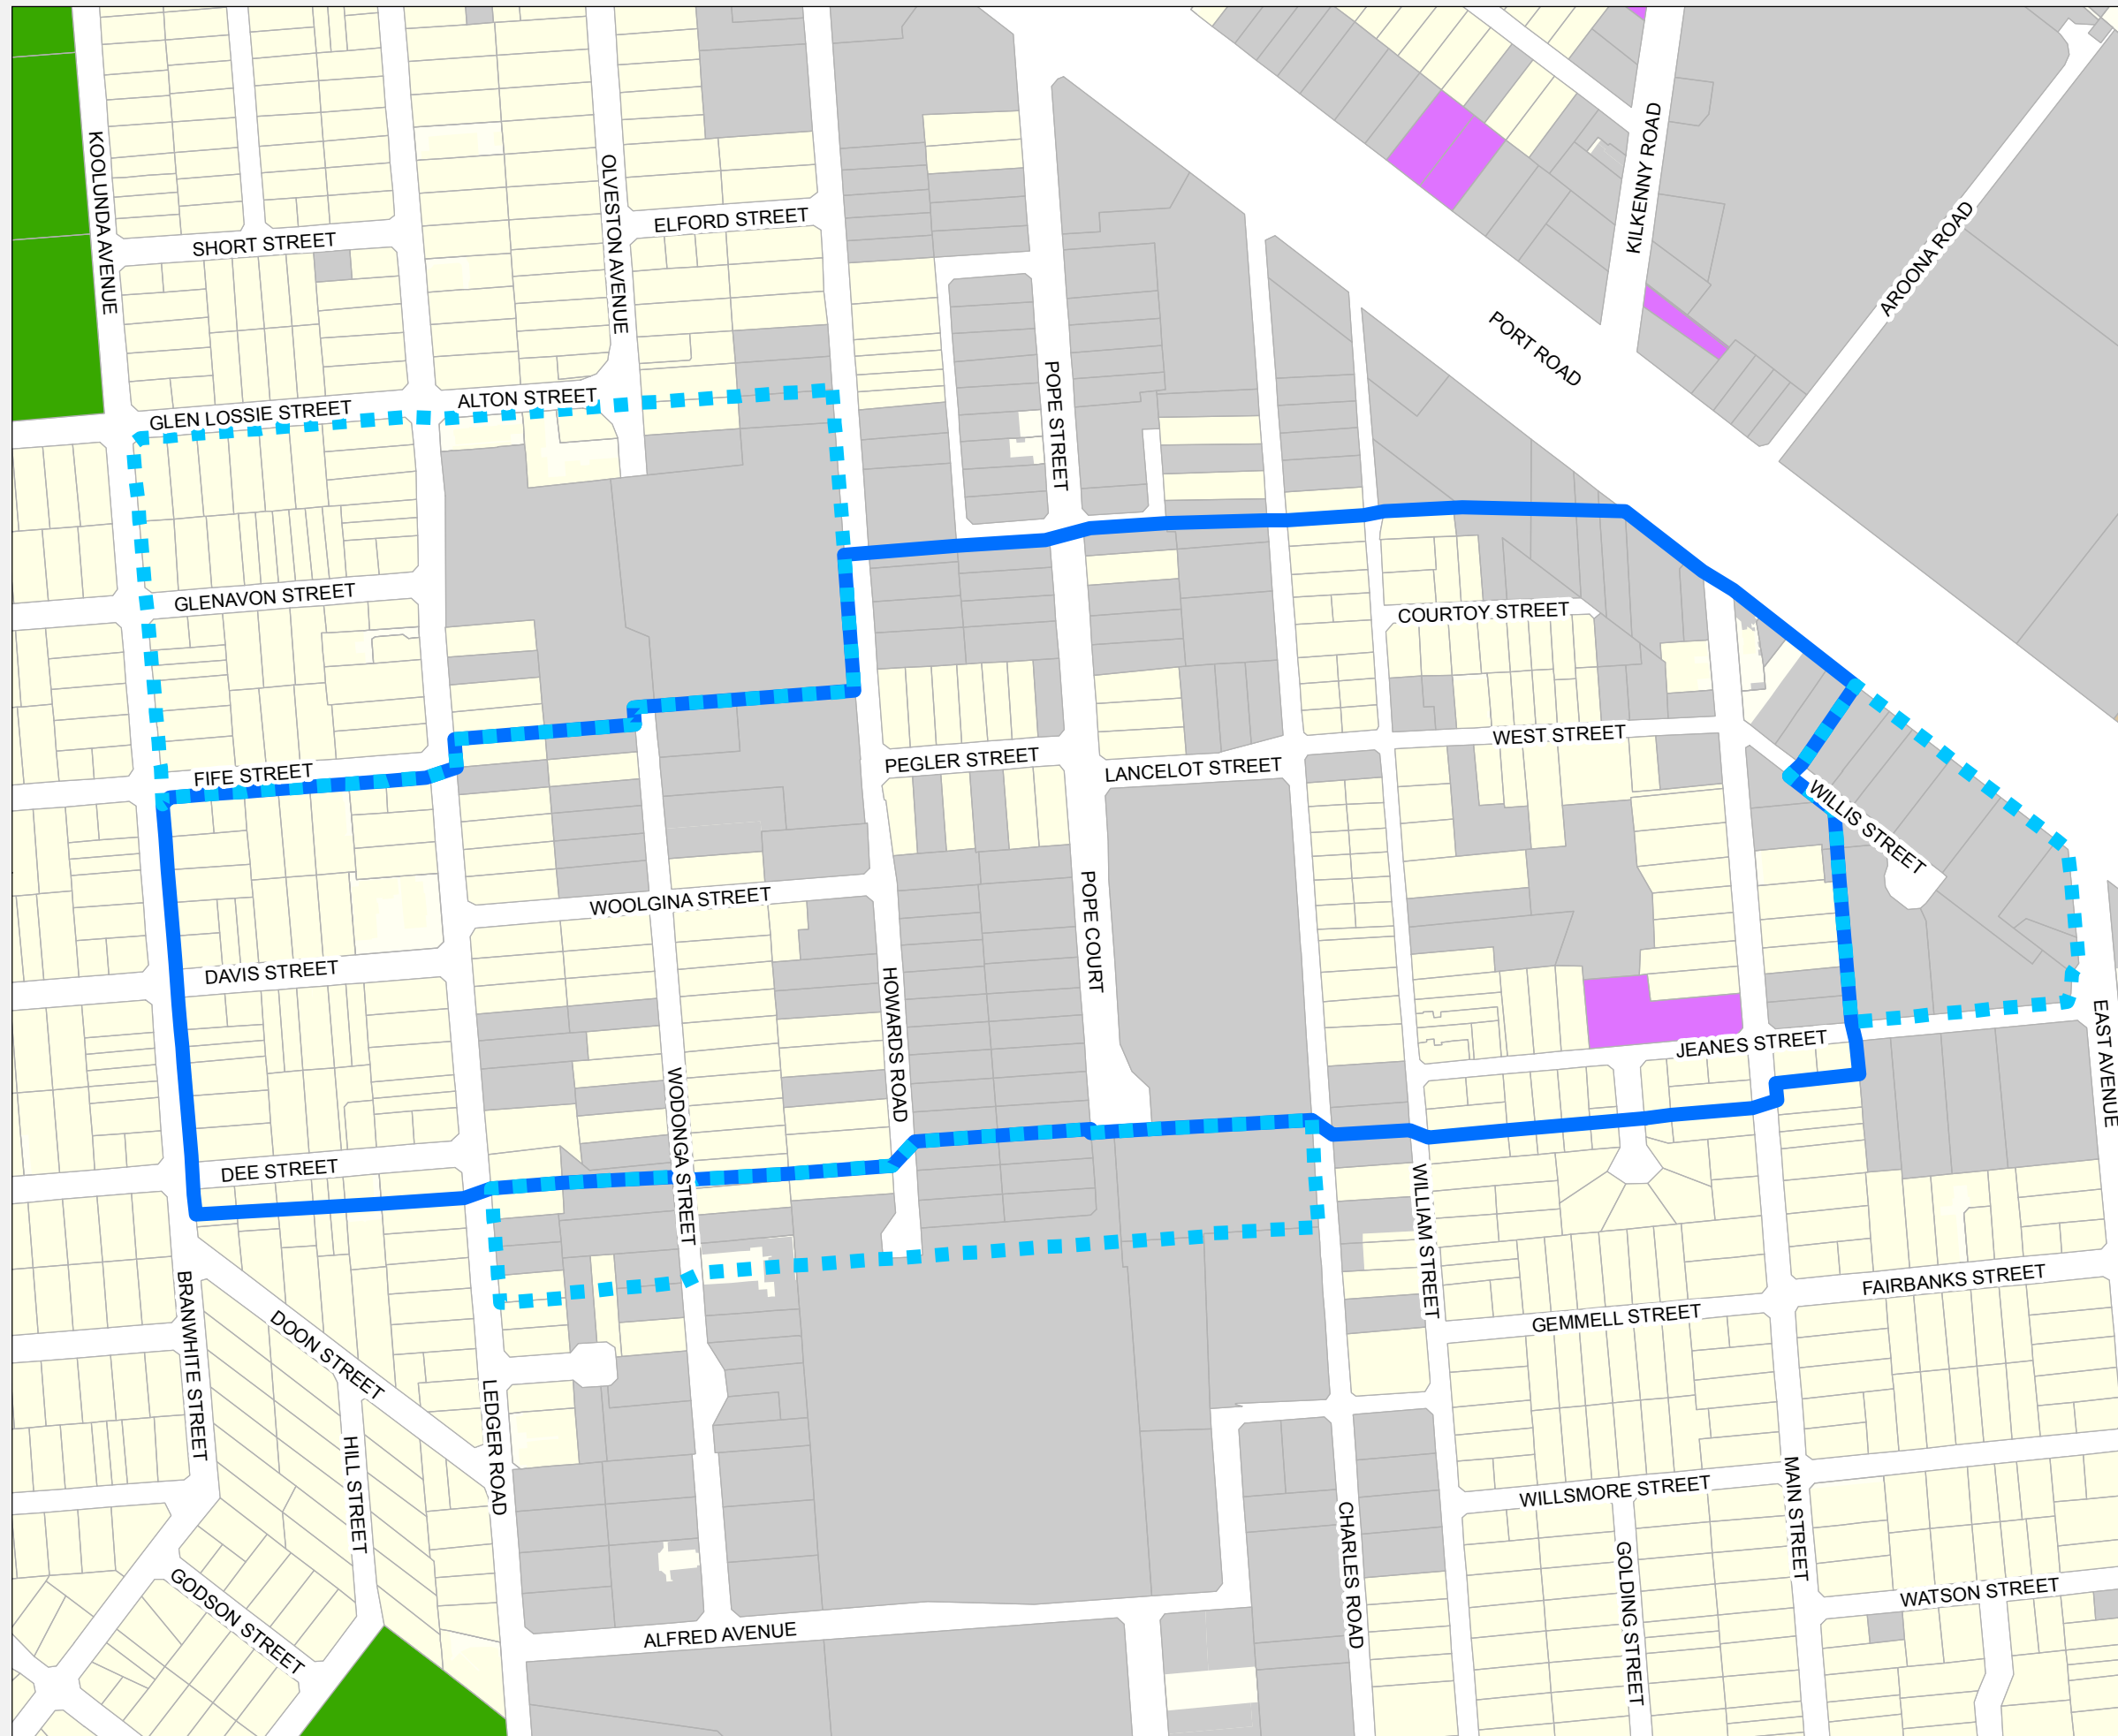 KOOLUNDA AVENUE
OLVESTON AVENUE
KILKENNY ROAD
ELFORD STREET
SHORT STREET
AROONA ROAD
PORT ROAD
POPE STREET
ALTON STREET
GLEN LOSSIE STREET
GLENAVON STREET
COURTOY STREET
WEST STREET
PEGLER STREET
LANCELOT STREET
FIFE STREET
WILLIS STREET
WOOLGINA STREET
POPE COURT
DAVIS STREET
HOWARDS ROAD
EAST AVENUE
JEANES STREET
WODONGA STREET
DEE STREET
WILLIAM STREET
FAIRBANKS STREET
BRANWHITE STREET
DOON STREET
GEMMELL STREET
LEDGER ROAD
HILL STREET
WILLSMORE STREET
MAIN STREET
CHARLES ROAD
GOLDING STREET
WATSON STREET
GODSON STREET
ALFRED AVENUE